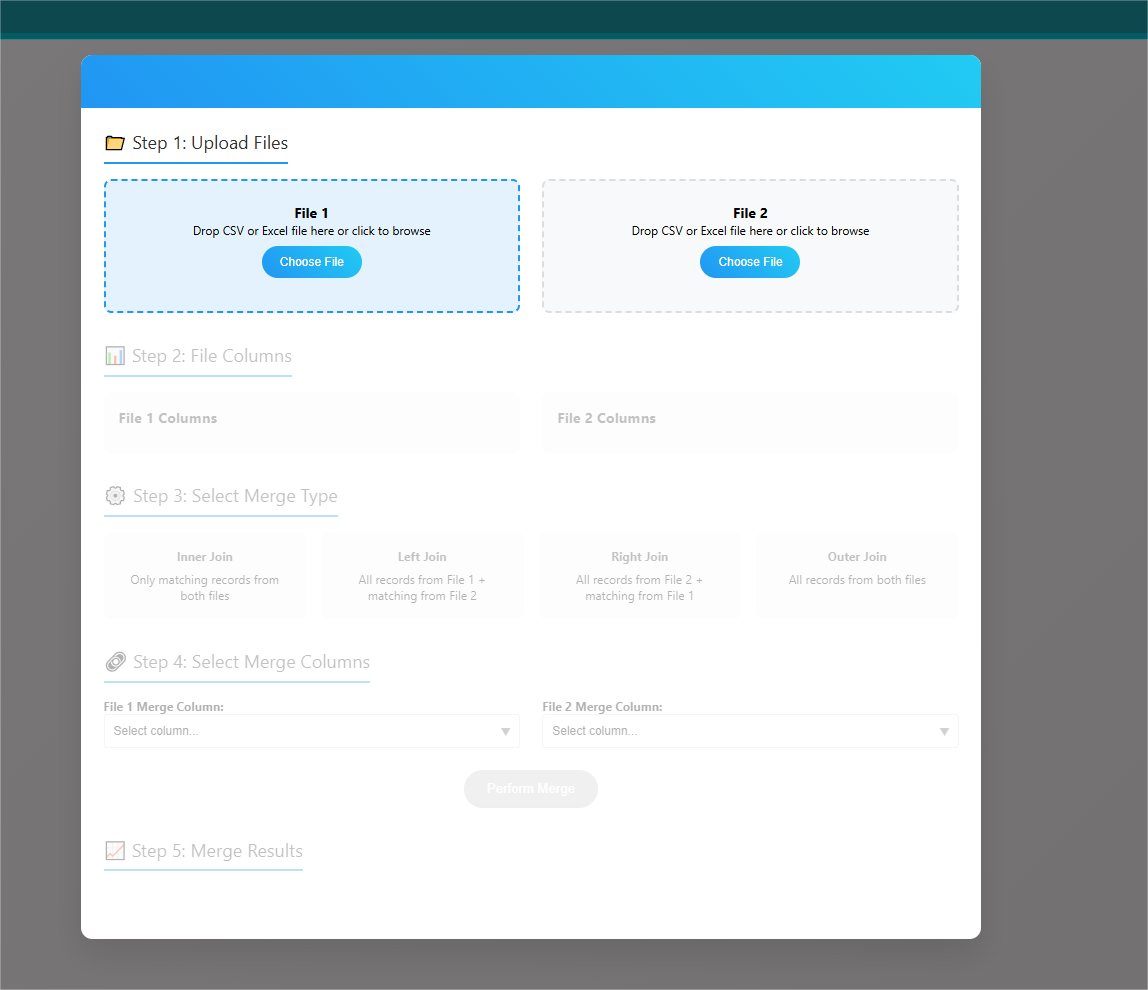 Step 1: Upload Files
File 1
Drop CSV or Excel file here or click to browse
Choose File
File 2
Drop CSV or Excel file here or click to browse
Choose File
Step 2: File Columns
File 1 Columns
File 2 Columns
Step 3: Select Merge Type
Inner Join
Only matching records from
both files
Left Join
All records from File 1 +
matching from File 2
Right Join
All records from File 2 +
matching from File 1
Outer Join
All records from both files
Step 4: Select Merge Columns
File 1 Merge Column:
Select column...
File 2 Merge Column:
Select column...
Perform Merge
Step 5: Merge Results